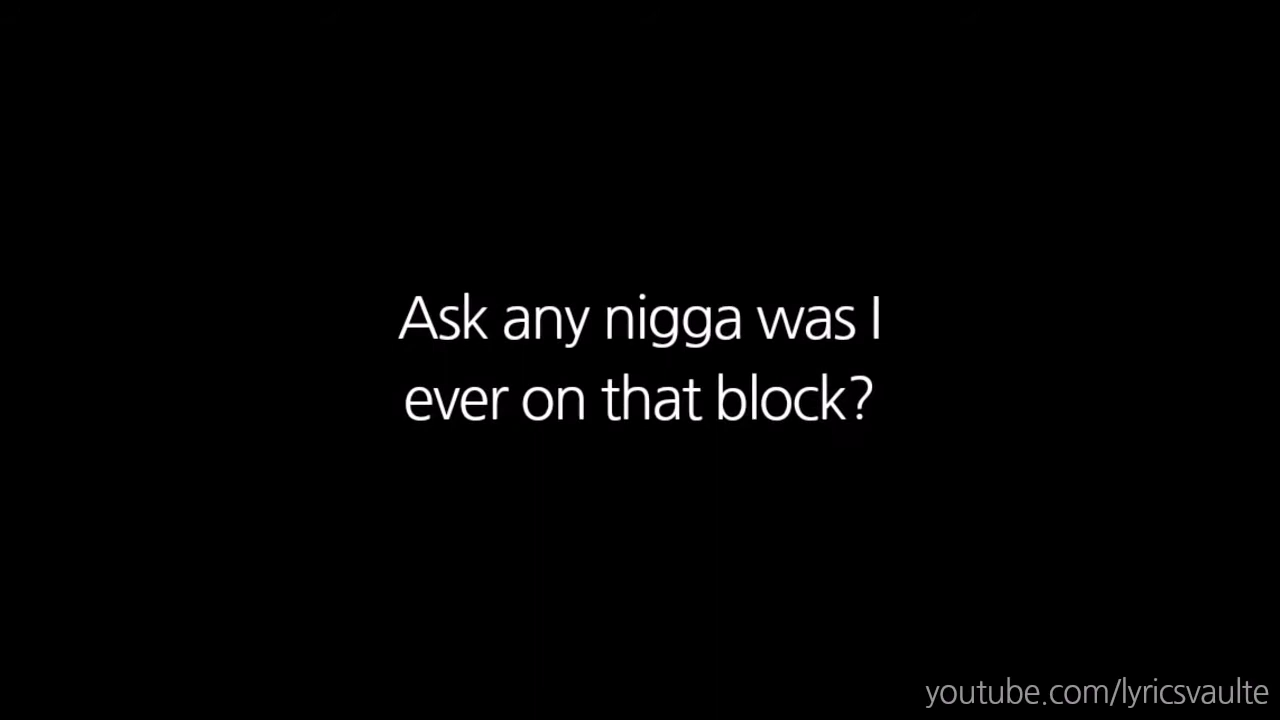 Ask any nigga was I
ever on that block?
youtube.com/lyricsvaulte